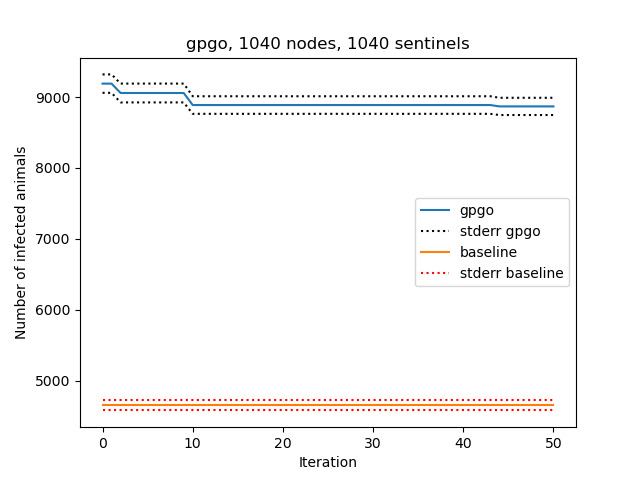 gpgo, 1040 nodes, 1040 sentinels
Number of infected animals
9000
8000
7000
6000
5000
gpgo
stderr gpgo
baseline
stderr baseline
0 10 20 30 40 50
Iteration